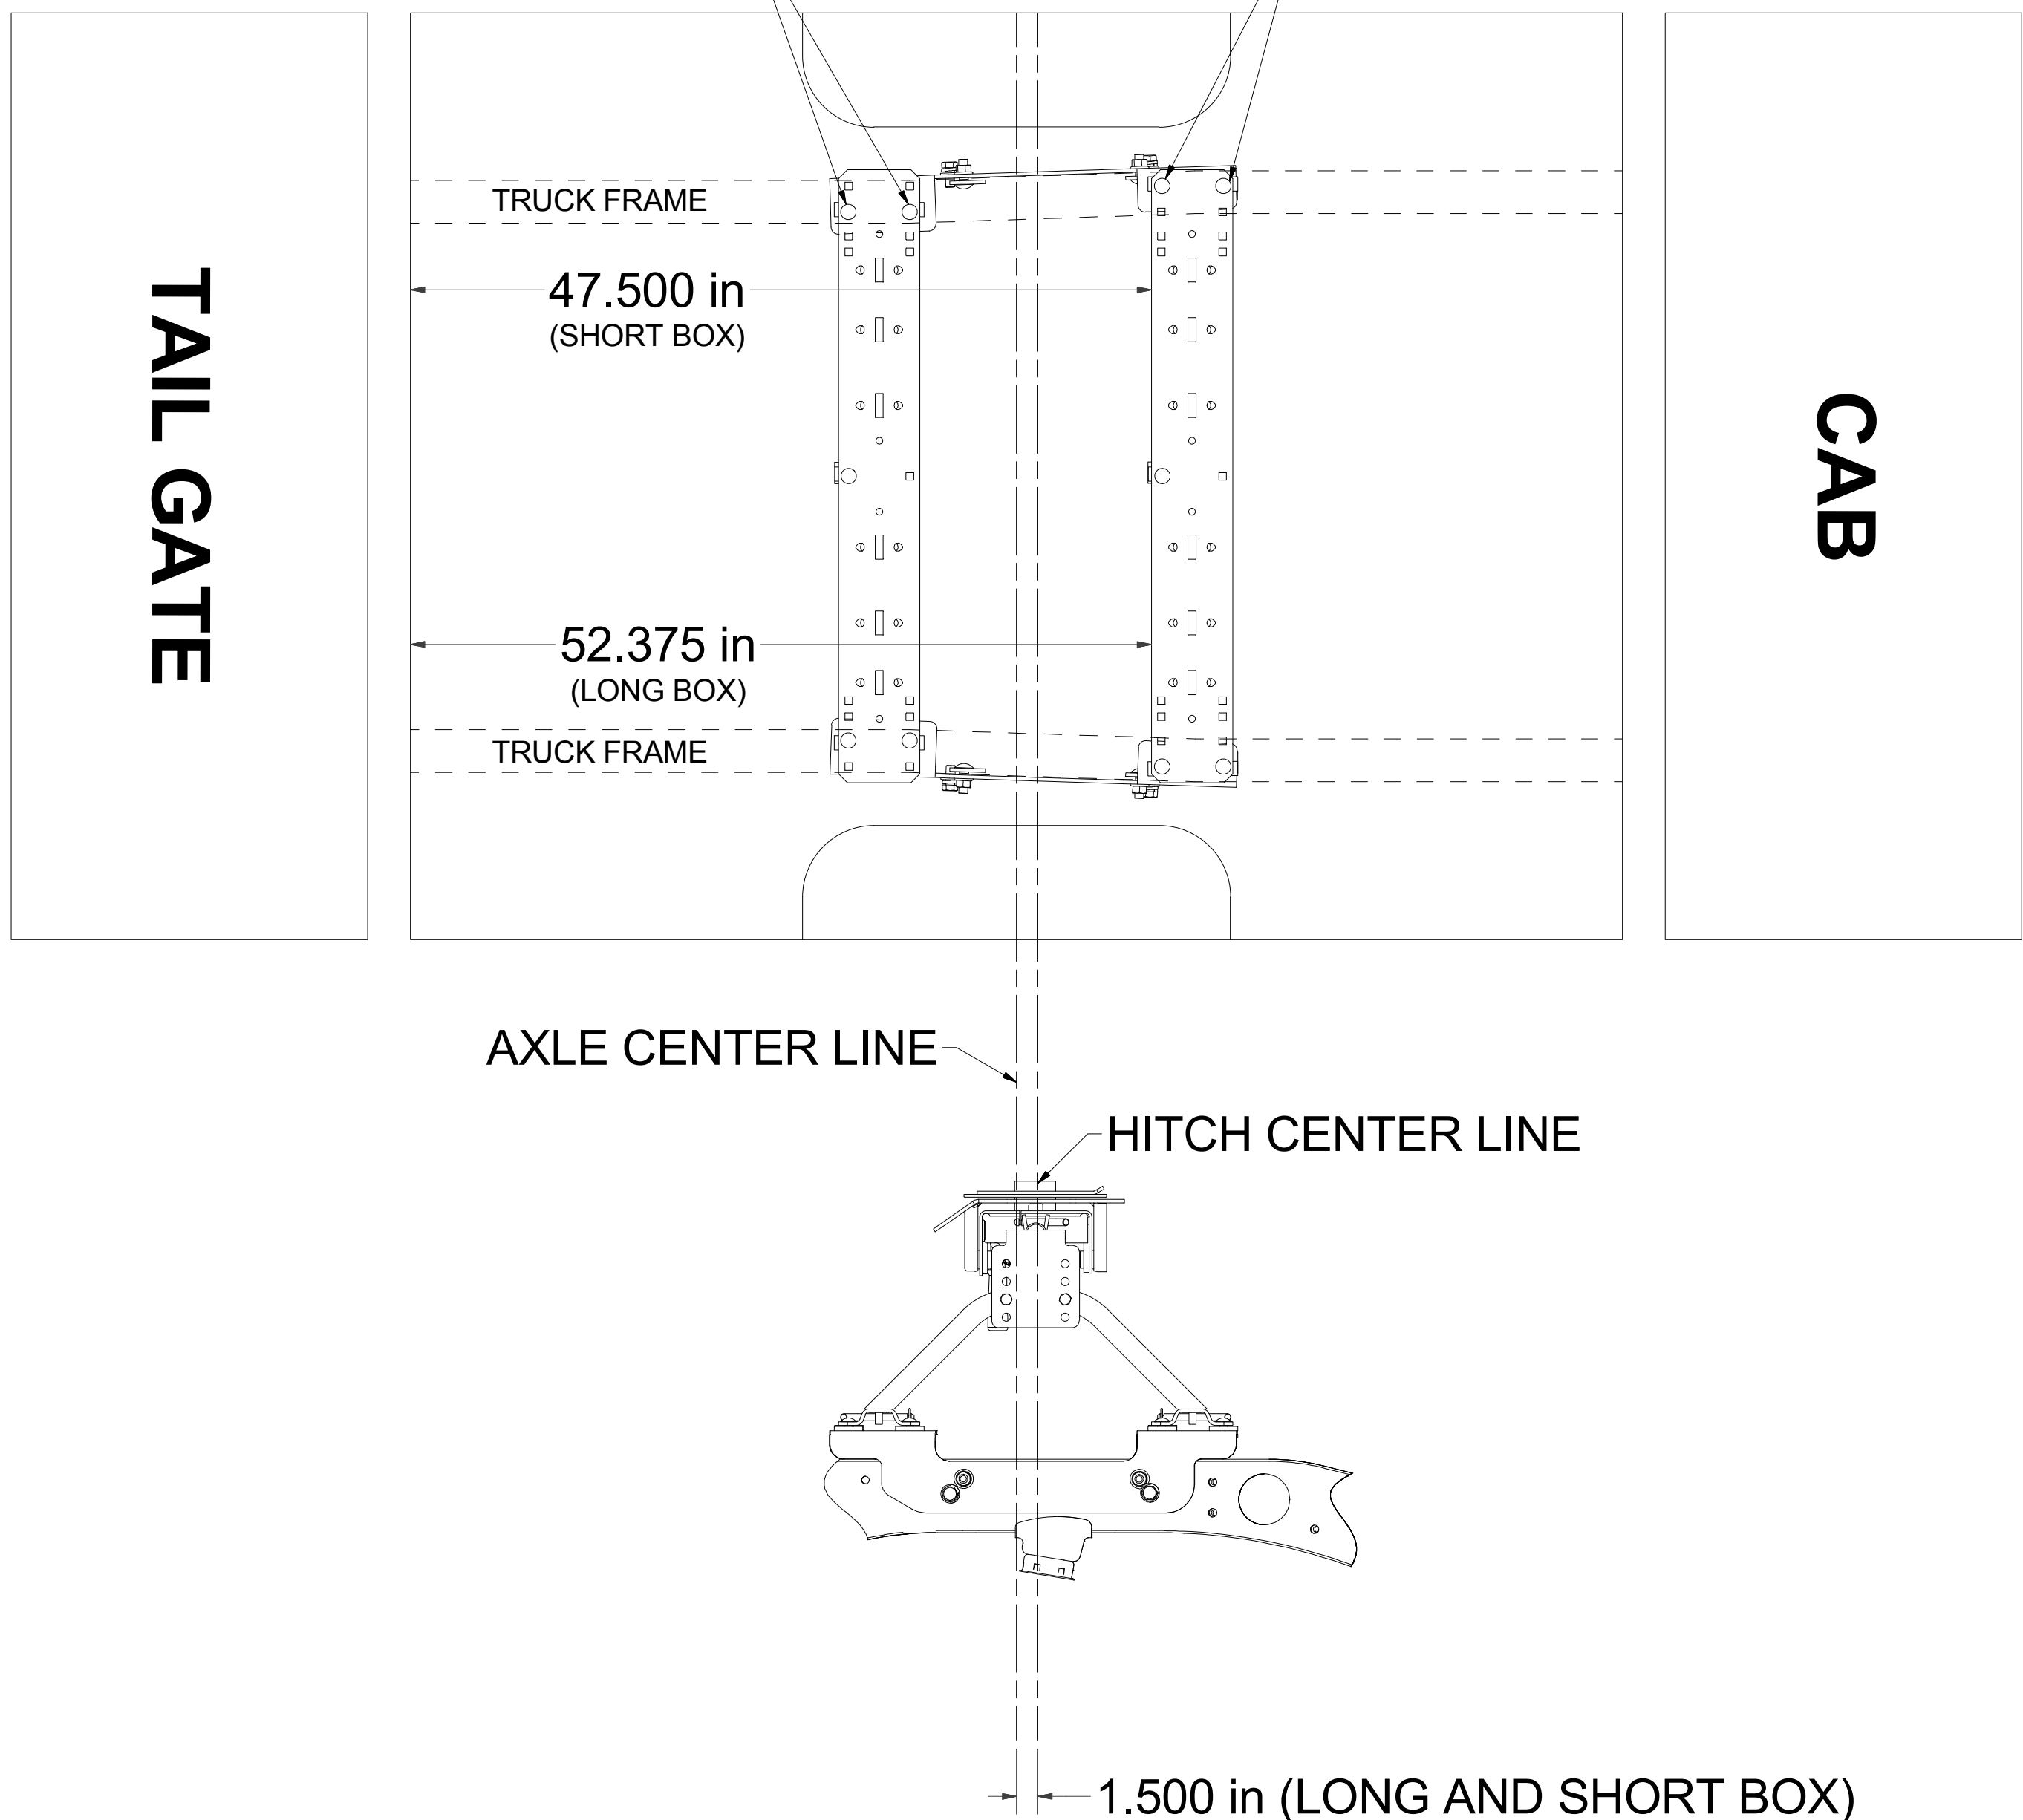 TRUCK FRAME
47.500 in
(SHORT BOX)
TAIL GATE
CAB
52.375 in
(LONG BOX)
TRUCK FRAME
AXLE CENTER LINE
HITCH CENTER LINE
1.500 in (LONG AND SHORT BOX)